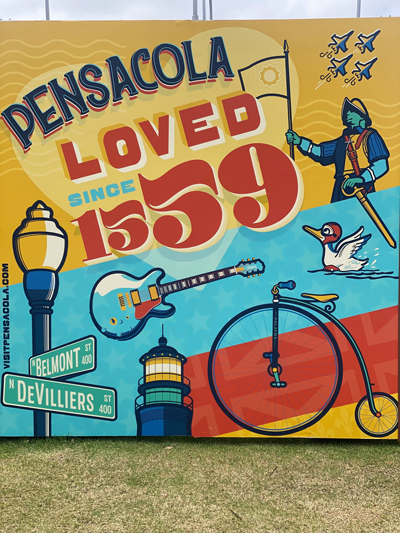 PENSACOLA
LOVED
SINCE
1559
VISITPENSACOLA.COM
W BELMONT ST
400
N DEVILLIERS ST
400